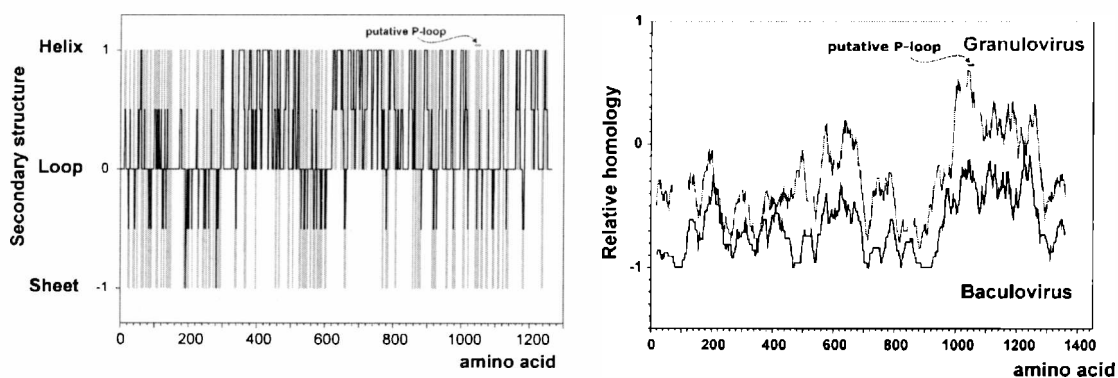 Secondary structure
Helix
1
putative P-loop
Loop
0
Sheet
-1
0 200 400 600 800 1000 1200
amino acid
Relative homology
1
putative P-loop
Granulovirus
0
-1
Baculovirus
0 200 400 600 800 1000 1200 1400
amino acid